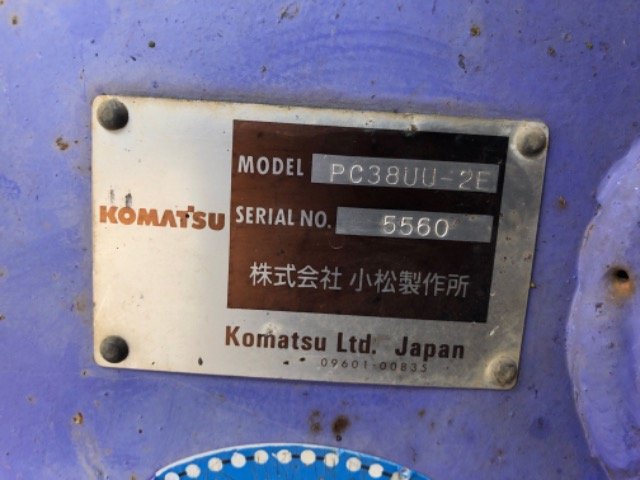 MODEL PC38UU-2E
KOMATSU
SERIAL NO. 5560
株式会社 小松製作所
Komatsu Ltd. Japan
09601-00835